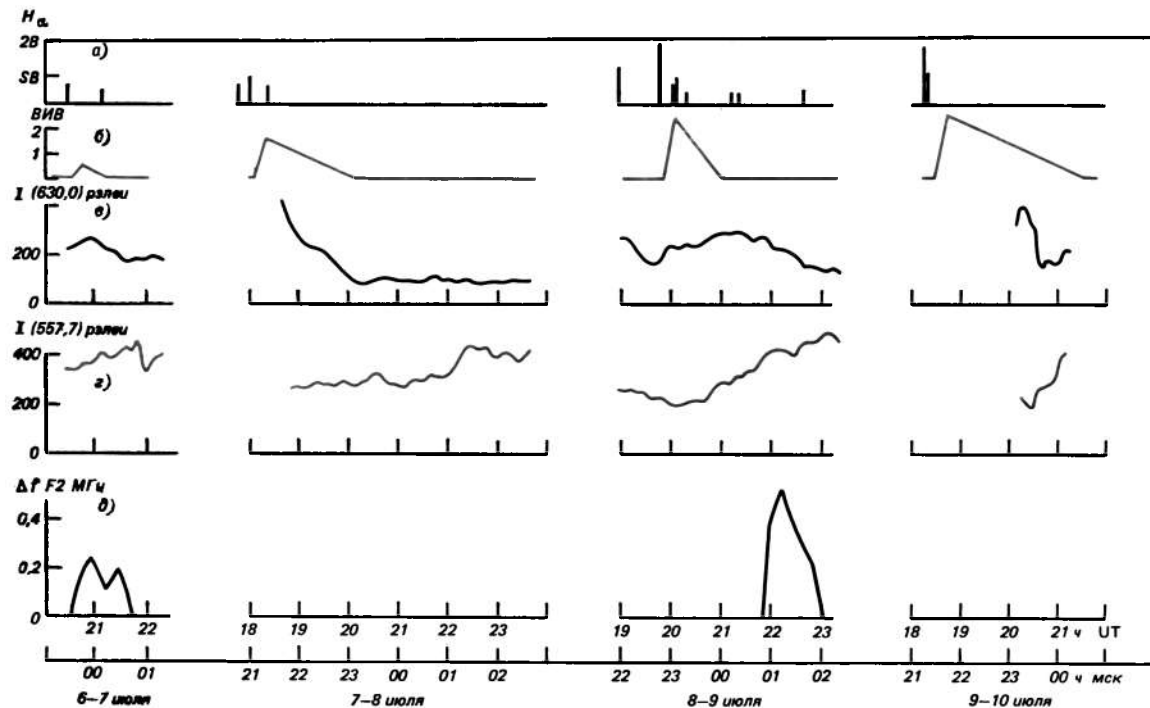 Hα
2B
а)
SB
ВИВ
2
б)
1
I (630,0) рэлеи
в)
200
0
I (557,7) рэлеи
400
г)
200
0
Δf F2 МГц
д)
0,4
0,2
0
21 22 18 19 20 21 22 23 19 20 21 22 23 18 19 20 21 ч UT
00 01 21 22 23 00 01 02 22 23 00 01 02 21 22 23 00 ч мск
6–7 июля 7–8 июля 8–9 июля 9–10 июля